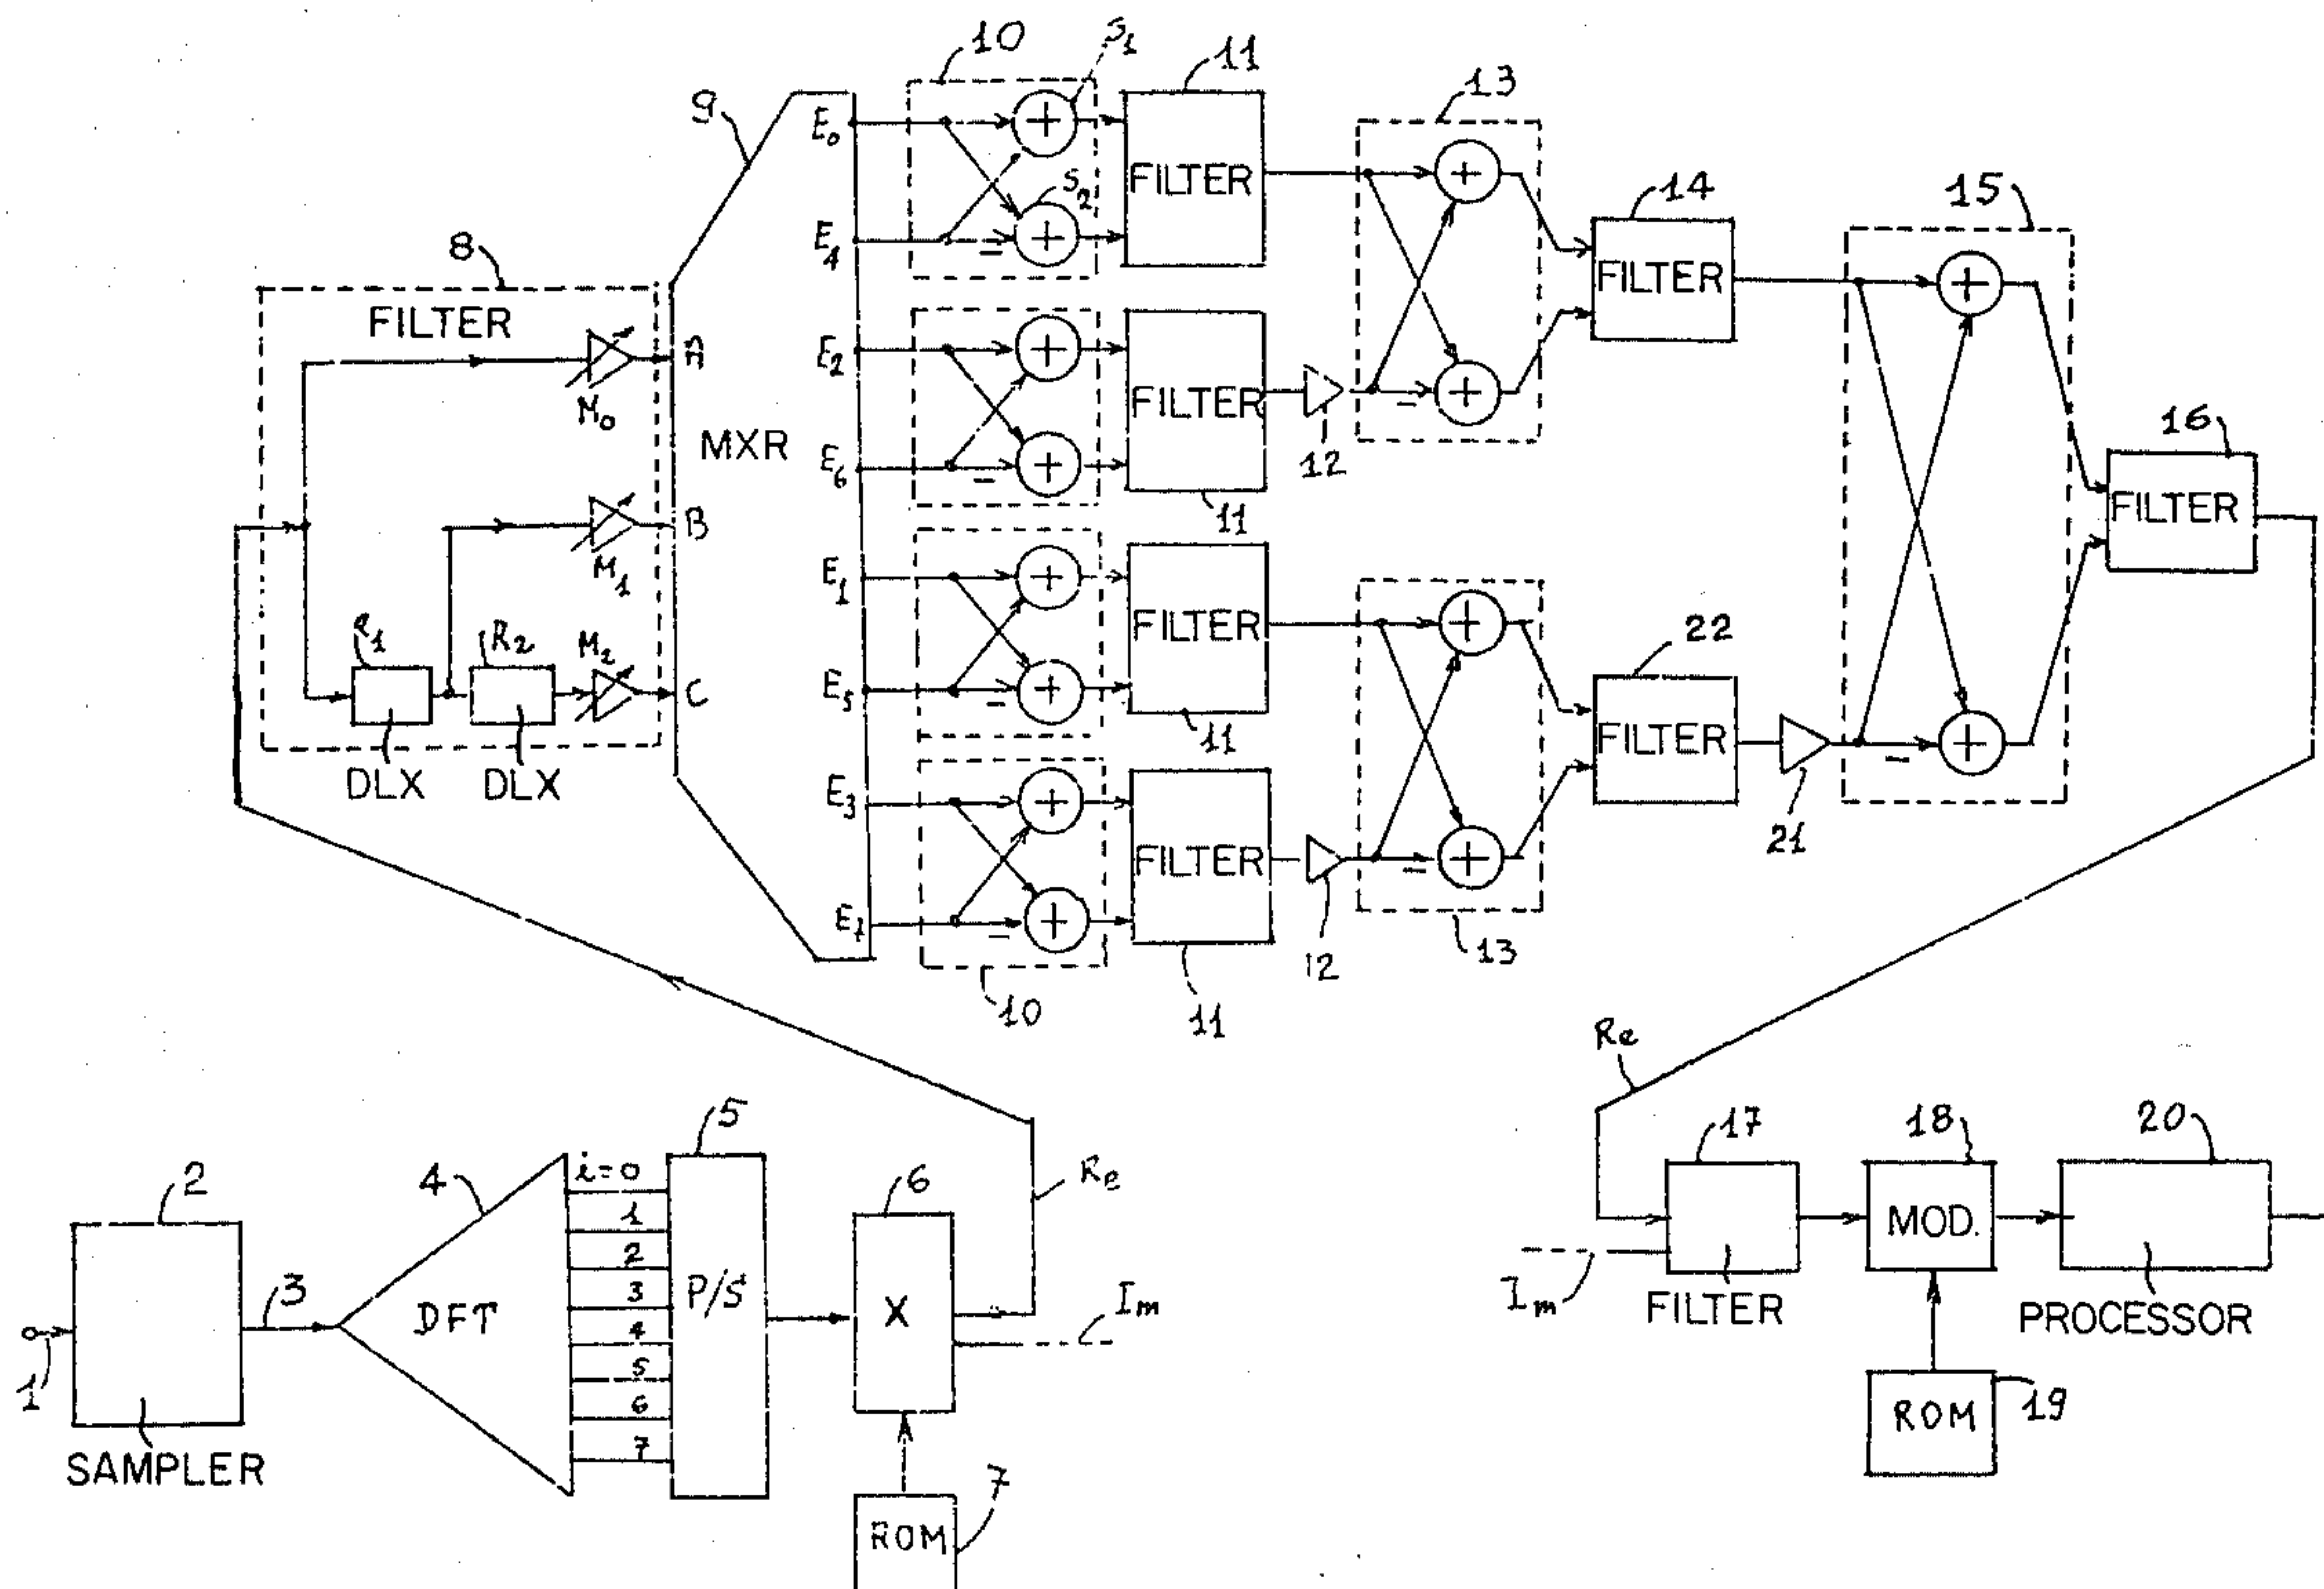 10
S1
11
13
9
E0
+
FILTER
+
S2
14
15
E4
+
+
8
-
FILTER
+
FILTER
E2
+
16
A
FILTER
+
M0
MXR
-
FILTER
E6
+
12
-
B
11
M1
E1
+
22
R1
R2
M2
FILTER
+
C
E5
+
-
FILTER
+
11
-
DLX
DLX
E3
+
21
FILTER
+
-
E7
+
12
-
13
10
11
Re
5
17
18
20
2
4
i=0
6
Re
1
2
3
3
P/S
MOD.
DFT
X
Im
4
Im
FILTER
PROCESSOR
1
5
6
19
7
ROM
SAMPLER
7
ROM